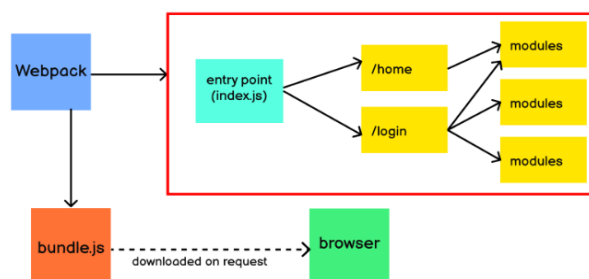 Webpack
entry point
(index.js)
/home
/login
modules
modules
modules
bundle.js
downloaded on request
browser